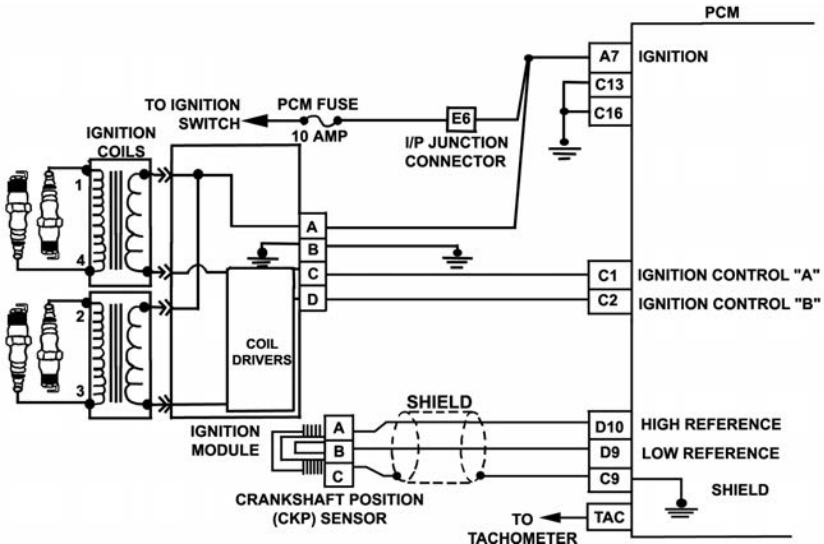 PCM
A7 IGNITION
C13
C16
TO IGNITION
SWITCH
PCM FUSE
10 AMP
E6
I/P JUNCTION
CONNECTOR
IGNITION
COILS
1
4
2
3
A
B
C
D
COIL
DRIVERS
IGNITION
MODULE
C1 IGNITION CONTROL "A"
C2 IGNITION CONTROL "B"
SHIELD
A
B
C
CRANKSHAFT POSITION
(CKP) SENSOR
D10 HIGH REFERENCE
D9 LOW REFERENCE
C9
SHIELD
TO
TACHOMETER
TAC